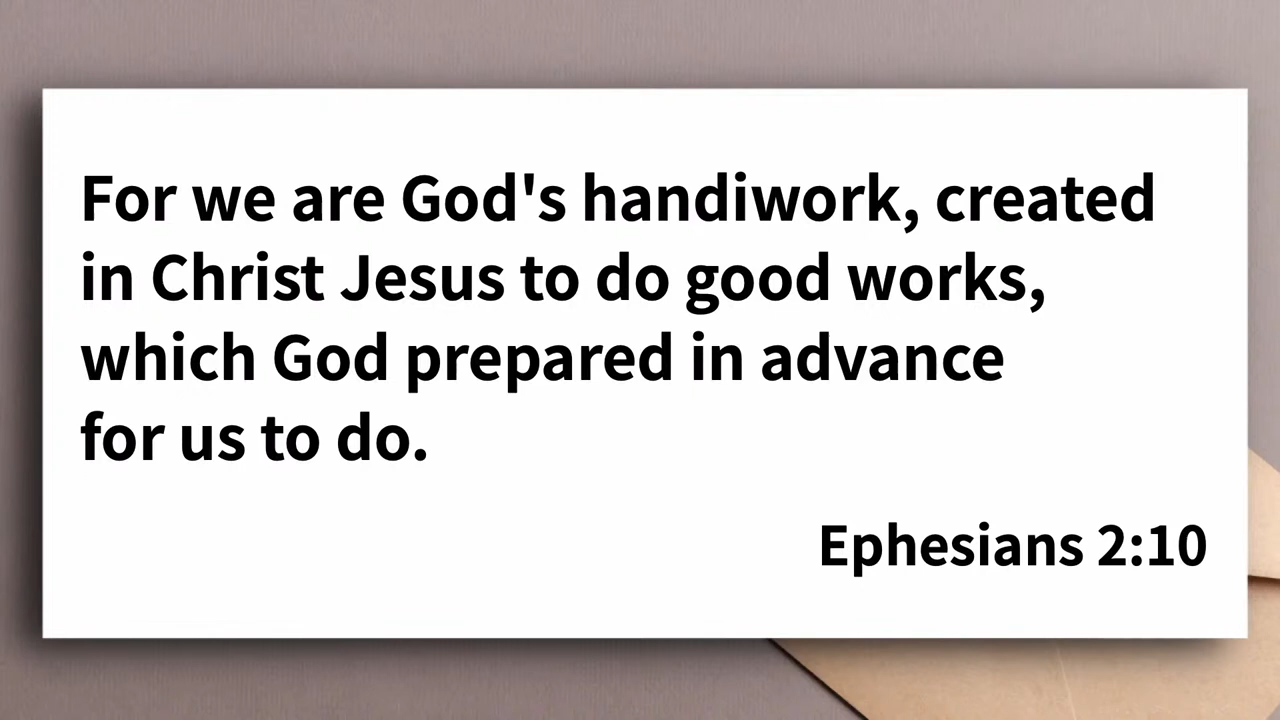 For we are God's handiwork, created
in Christ Jesus to do good works,
which God prepared in advance
for us to do.
Ephesians 2:10